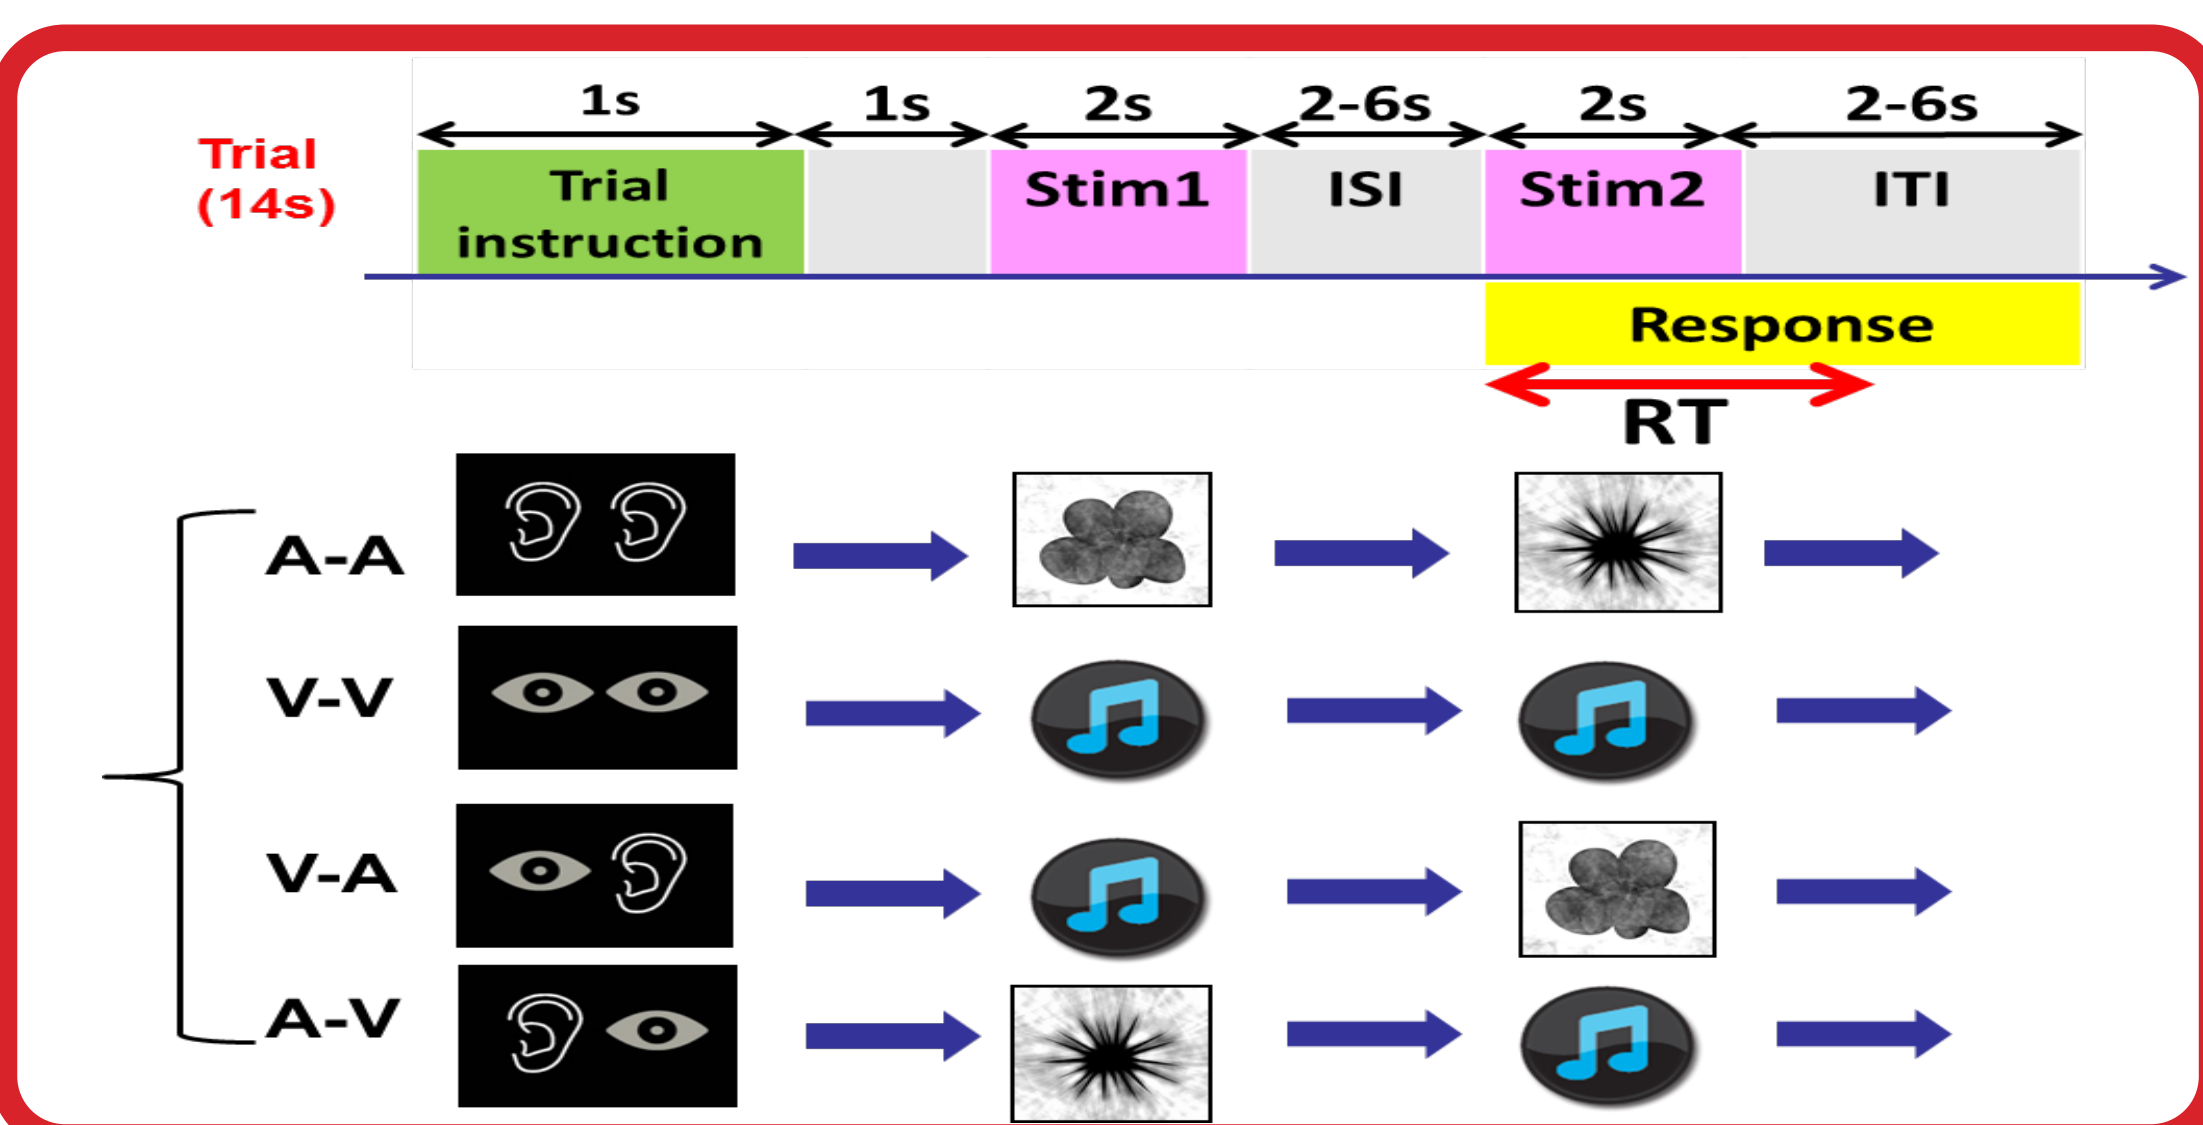 1s
1s
2s
2-6s
2s
2-6s
Trial
(14s)
Trial
instruction
Stim1
ISI
Stim2
ITI
Response
RT
A-A
V-V
V-A
A-V